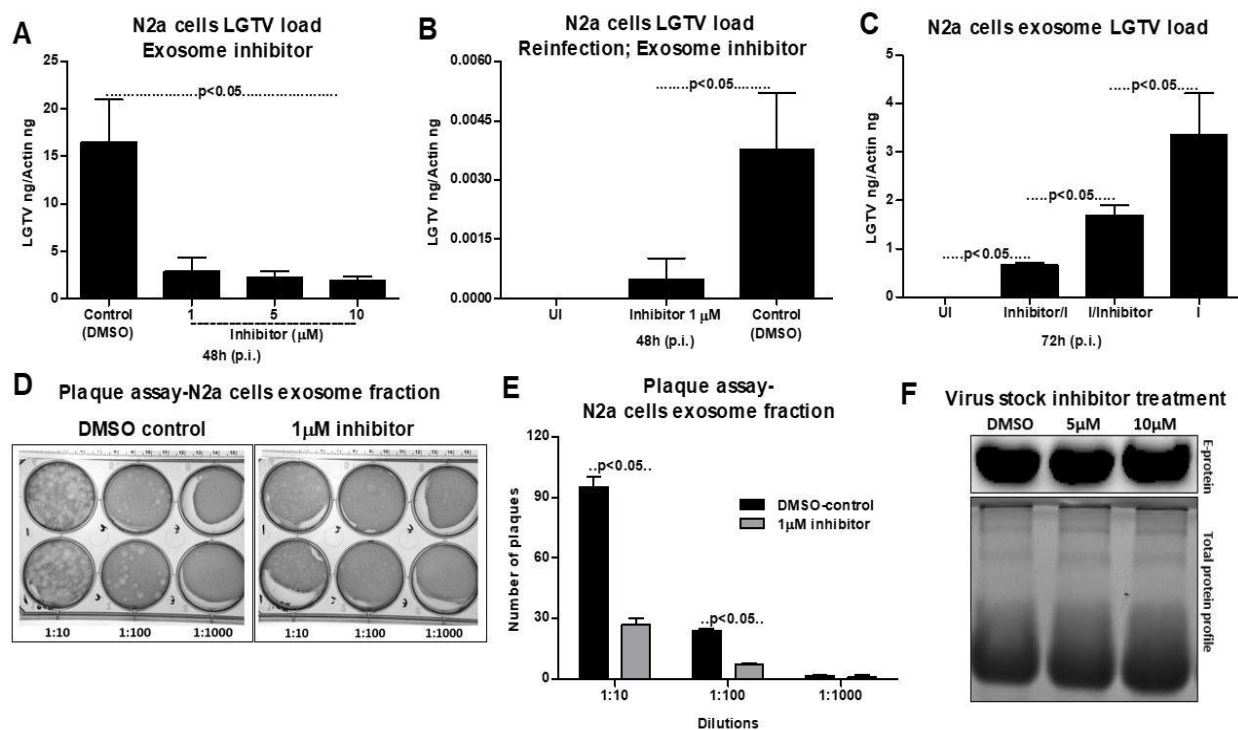 A
N2a cells LGTV load
Exosome inhibitor
LGTV ng/Actin ng
25
20
15
10
5
0
..........................p<0.05..................
Control
(DMSO)
1
5
10
Inhibitor (μM)
48h (p.i.)
B
N2a cells LGTV load
Reinfection; Exosome inhibitor
LGTV ng/Actin ng
0.0060
0.0045
0.0030
0.0015
0.0000
.......p<0.05..........
UI
Inhibitor 1 μM
Control
(DMSO)
48h (p.i.)
C
N2a cells exosome LGTV load
LGTV ng/Actin ng
5
4
3
2
1
0
.....p<0.05.....
.....p<0.05......
....p<0.05.....
UI
Inhibitor/I
I/Inhibitor
I
72h (p.i.)
D
Plaque assay-N2a cells exosome fraction
DMSO control
1μM inhibitor
1:10
1:100
1:1000
1:10
1:100
1:1000
E
Plaque assay-
N2a cells exosome fraction
Number of plaques
120
90
60
30
0
..p<0.05..
..p<0.05..
DMSO-control
1μM inhibitor
1:10
1:100
1:1000
Dilutions
F
Virus stock inhibitor treatment
DMSO
5μM
10μM
E-protein
Total protein profile